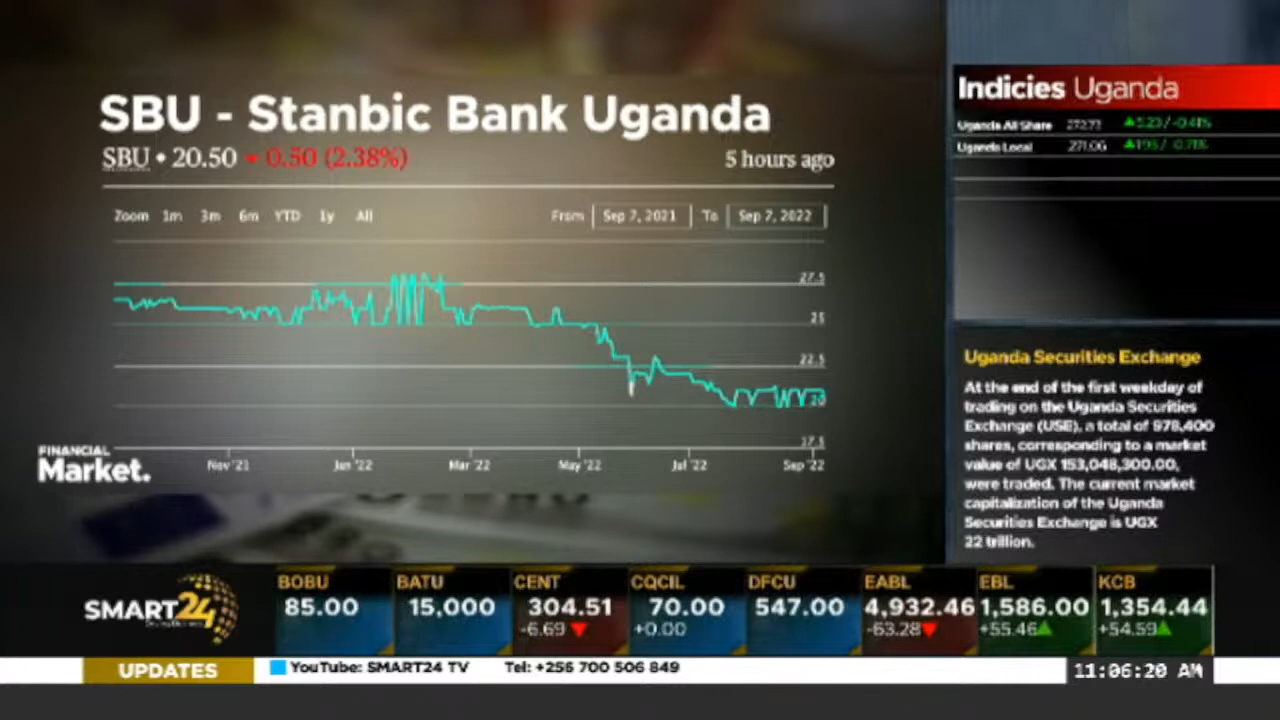 SBU - Stanbic Bank Uganda
SBU • 20.50 ▾ 0.50 (2.38%)
5 hours ago
Zoom 1m 3m 6m YTD 1y All
From Sep 7, 2021 To Sep 7, 2022
27.5
25
22.5
20
17.5
Nov '21 Jan '22 Mar '22 May '22 Jul '22 Sep '22
FINANCIAL
Market.
Indicies Uganda
Uganda All Share
Uganda Local 271.06
Uganda Securities Exchange
At the end of the first weekday of
trading on the Uganda Securities
Exchange (USE), a total of 978,400
shares, corresponding to a market
value of UGX 153,048,300.00,
were traded. The current market
capitalization of the Uganda
Securities Exchange is UGX
22 trillion.
SMART24
BOBU BATU CENT CQCIL DFCU EABL EBL KCB
85.00 15,000 304.51 70.00 547.00 4,932.46 1,586.00 1,354.44
-6.69 ▼ +0.00 -63.28 ▼ +55.46 ▲ +54.59 ▲
UPDATES
YouTube: SMART24 TV Tel: +256 700 506 849
11:06:20 AM